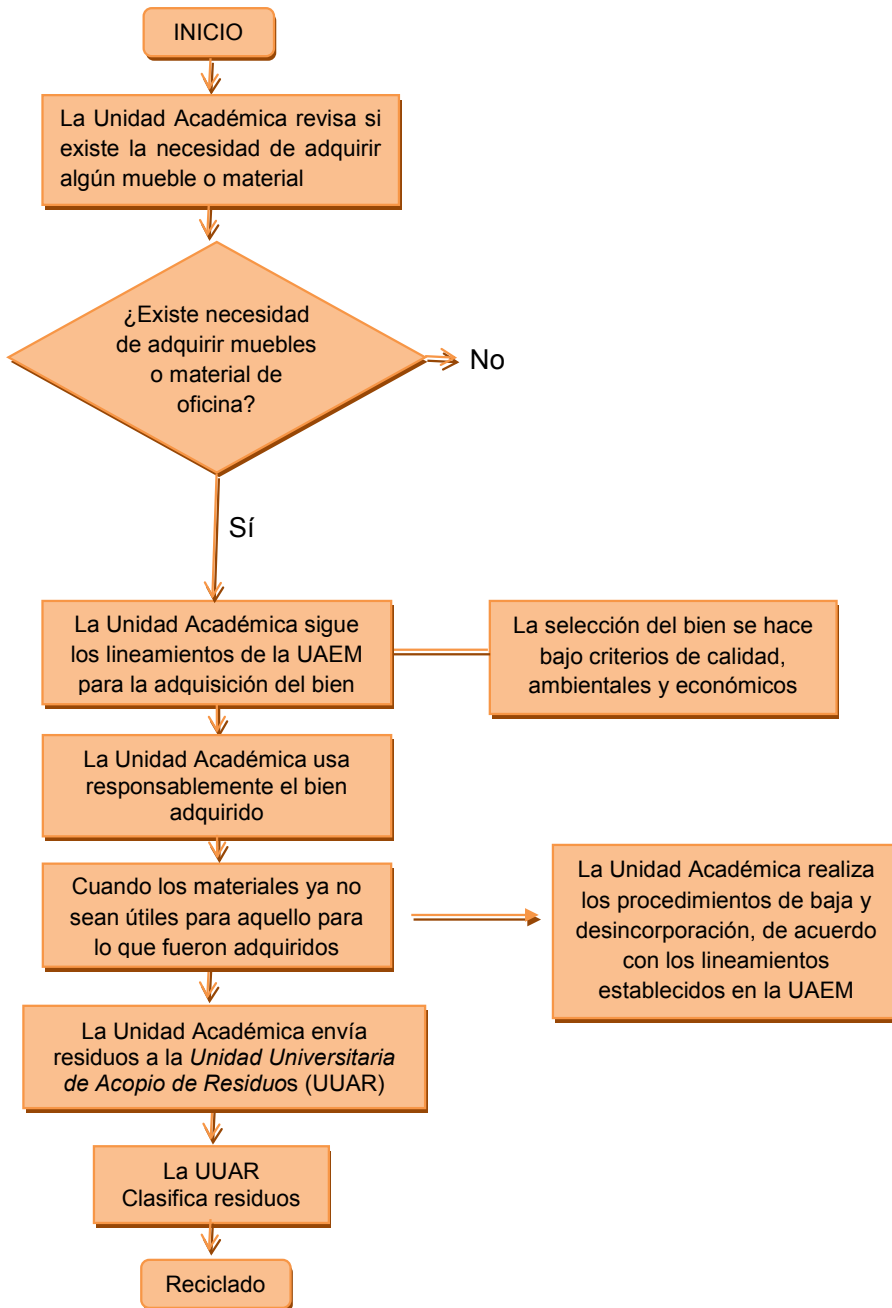 INICIO
La Unidad Académica revisa si
existe la necesidad de adquirir
algún mueble o material
¿Existe necesidad
de adquirir muebles
o material de
oficina?
No
Sí
La Unidad Académica sigue
los lineamientos de la UAEM
para la adquisición del bien
La selección del bien se hace
bajo criterios de calidad,
ambientales y económicos
La Unidad Académica usa
responsablemente el bien
adquirido
Cuando los materiales ya no
sean útiles para aquello para
lo que fueron adquiridos
La Unidad Académica realiza
los procedimientos de baja y
desincorporación, de acuerdo
con los lineamientos
establecidos en la UAEM
La Unidad Académica envía
residuos a la Unidad Universitaria
de Acopio de Residuos (UUAR)
La UUAR
Clasifica residuos
Reciclado